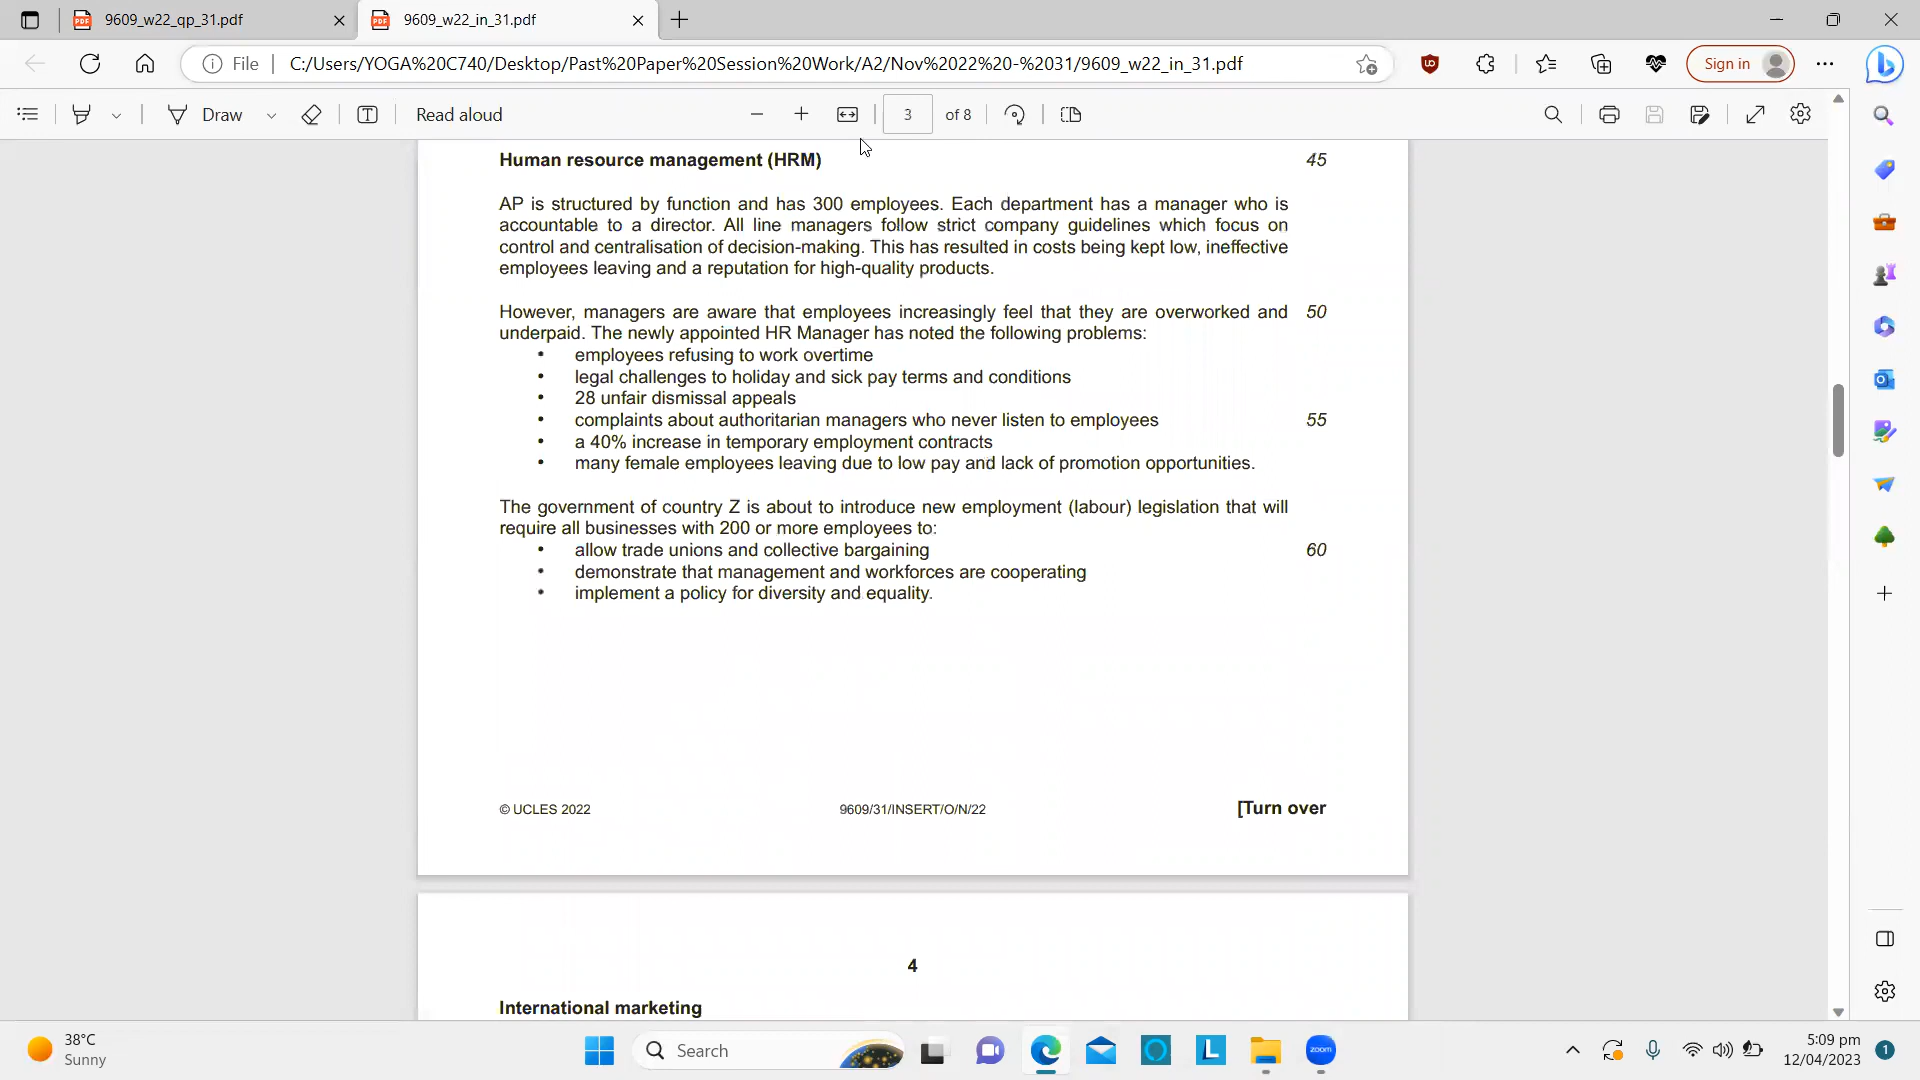 9609_w22_qp_31.pdf
9609_w22_in_31.pdf
File
C:/Users/YOGA%20C740/Desktop/Past%20Paper%20Session%20Work/A2/Nov%2022%20-%2031/9609_w22_in_31.pdf
Sign in
Draw
Read aloud
3 of 8
Human resource management (HRM) 45
AP is structured by function and has 300 employees. Each department has a manager who is
accountable to a director. All line managers follow strict company guidelines which focus on
control and centralisation of decision-making. This has resulted in costs being kept low, ineffective
employees leaving and a reputation for high-quality products.
However, managers are aware that employees increasingly feel that they are overworked and 50
underpaid. The newly appointed HR Manager has noted the following problems:
• employees refusing to work overtime
• legal challenges to holiday and sick pay terms and conditions
• 28 unfair dismissal appeals
• complaints about authoritarian managers who never listen to employees 55
• a 40% increase in temporary employment contracts
• many female employees leaving due to low pay and lack of promotion opportunities.
The government of country Z is about to introduce new employment (labour) legislation that will
require all businesses with 200 or more employees to:
• allow trade unions and collective bargaining 60
• demonstrate that management and workforces are cooperating
• implement a policy for diversity and equality.
© UCLES 2022 9609/31/INSERT/O/N/22 [Turn over
4
International marketing
38°C
Sunny
Search
zoom
5:09 pm
12/04/2023
1